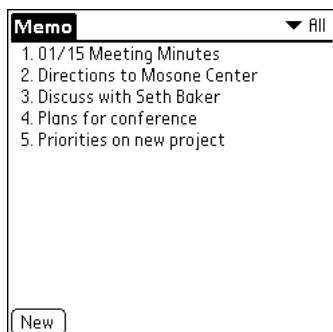 Memo
All
1. 01/15 Meeting Minutes
2. Directions to Mosone Center
3. Discuss with Seth Baker
4. Plans for conference
5. Priorities on new project
New